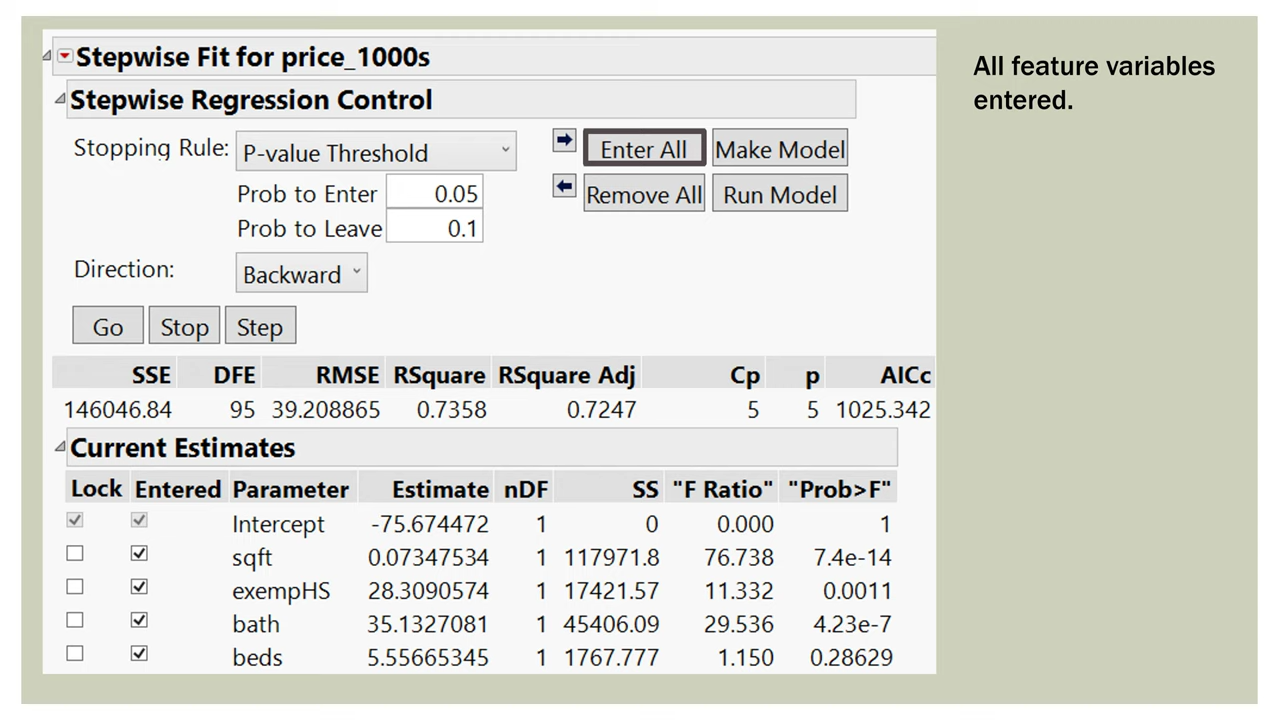 Stepwise Fit for price_1000s
Stepwise Regression Control
Stopping Rule: P-value Threshold Enter All Make Model
Prob to Enter 0.05 Remove All Run Model
Prob to Leave 0.1
Direction: Backward
Go Stop Step
SSE DFE RMSE RSquare RSquare Adj Cp p AICc
146046.84 95 39.208865 0.7358 0.7247 5 5 1025.342
Current Estimates
Lock Entered Parameter Estimate nDF SS "F Ratio" "Prob>F"
Intercept -75.674472 1 0 0.000 1
sqft 0.07347534 1 117971.8 76.738 7.4e-14
exempHS 28.3090574 1 17421.57 11.332 0.0011
bath 35.1327081 1 45406.09 29.536 4.23e-7
beds 5.55665345 1 1767.777 1.150 0.28629
All feature variables
entered.